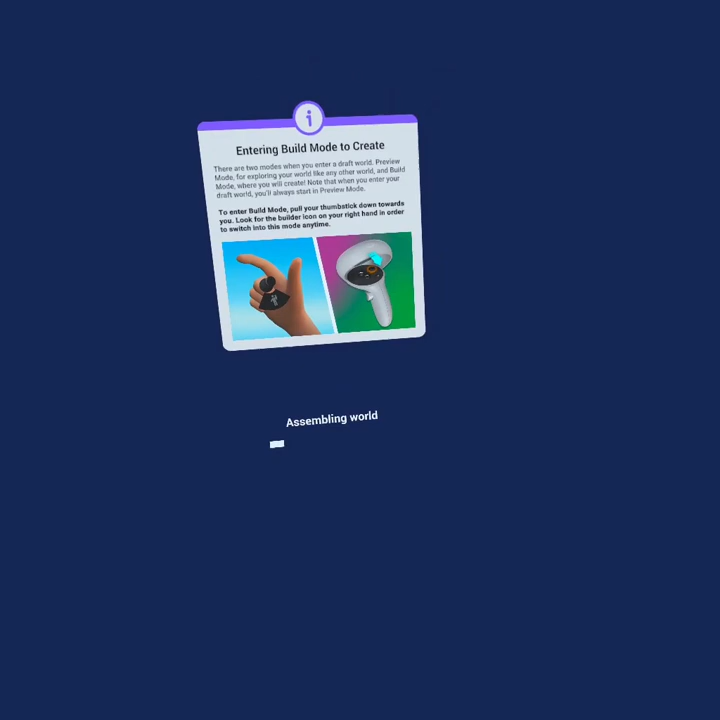 Entering Build Mode to Create
There are two modes when you enter a draft world. Preview
Mode, for exploring your world like any other world, and Build
Mode, where you will create! Note that when you enter your
draft world, you'll always start in Preview Mode.
To enter Build Mode, pull your thumbstick down towards
you. Look for the builder icon on your right hand in order
to switch into this mode anytime.
Assembling world